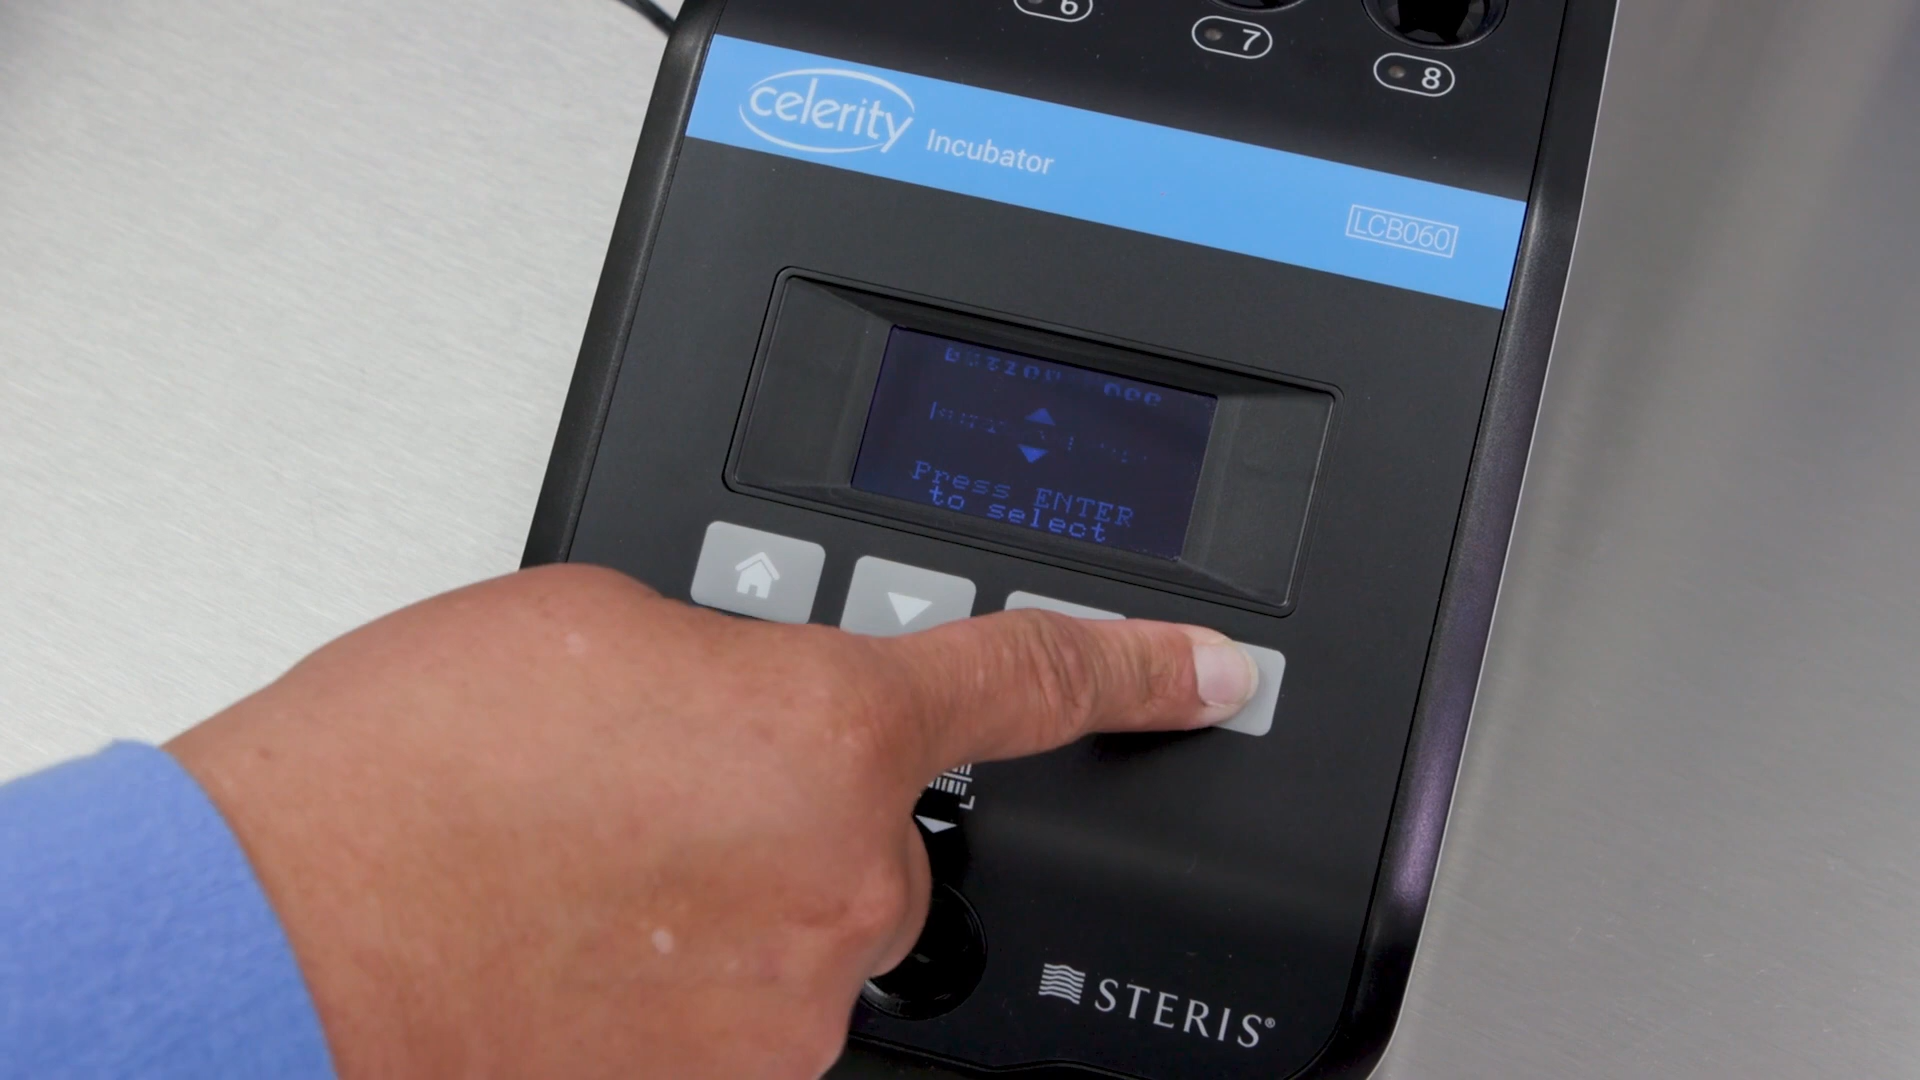 6
7
8
celerity Incubator
LCB060
Press ENTER
to select
STERIS®